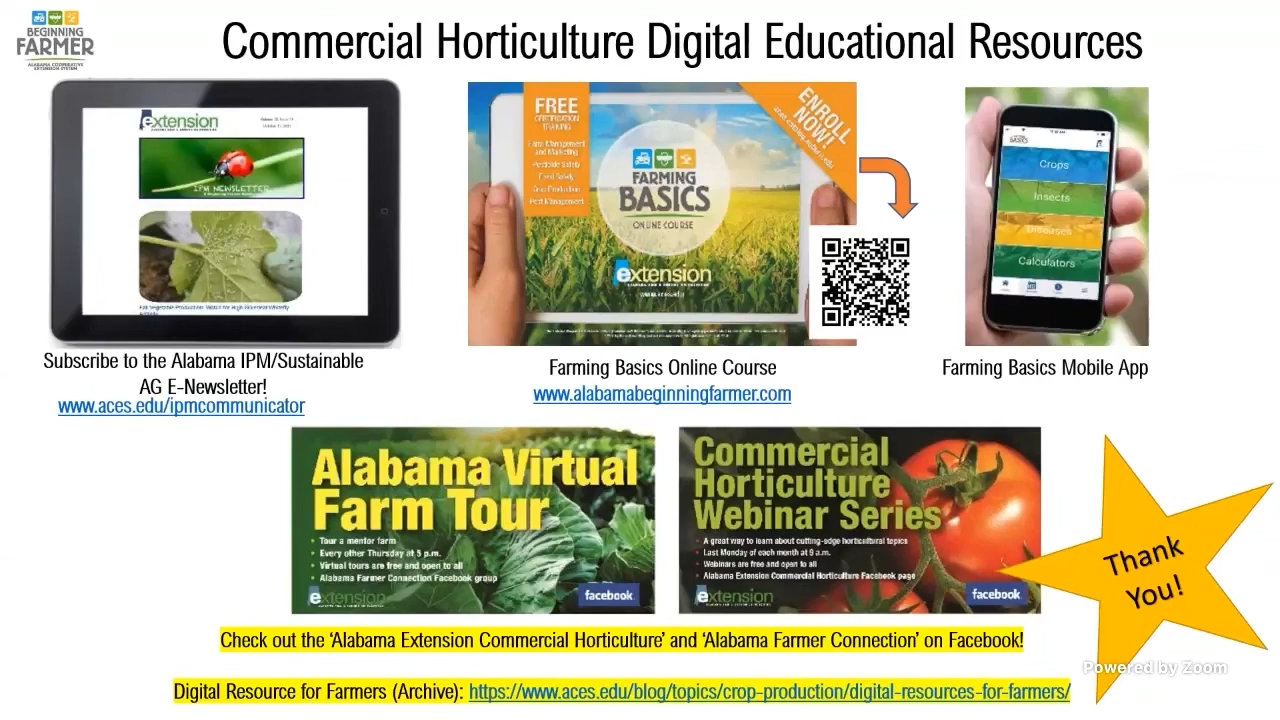 BEGINNING
FARMER
ALABAMA COOPERATIVE
EXTENSION SYSTEM
Commercial Horticulture Digital Educational Resources
extension
IPM NEWSLETTER
FREE
CERTIFICATION
TRAINING
Farm Management
and Marketing
Pesticide Safety
Food Safety
Crop Production
Pest Management
ENROLL
NOW!
FARMING
BASICS
ONLINE COURSE
extension
BASICS
Crops
Insects
Diseases
Calculators
Subscribe to the Alabama IPM/Sustainable
AG E-Newsletter!
www.aces.edu/ipmcommunicator
Farming Basics Online Course
www.alabamabeginningfarmer.com
Farming Basics Mobile App
Alabama Virtual
Farm Tour
• Tour a mentor farm
• Every other Thursday at 5 p.m.
• Virtual tours are free and open to all
• Alabama Farmer Connection Facebook group
extension
facebook
Commercial
Horticulture
Webinar Series
• A great way to learn about cutting-edge horticultural topics
• Last Monday of each month at 9 a.m.
• Webinars are free and open to all
• Alabama Extension Commercial Horticulture Facebook page
extension
facebook
Thank
You!
Check out the ‘Alabama Extension Commercial Horticulture’ and ‘Alabama Farmer Connection’ on Facebook!
Powered by Zoom
Digital Resource for Farmers (Archive): https://www.aces.edu/blog/topics/crop-production/digital-resources-for-farmers/